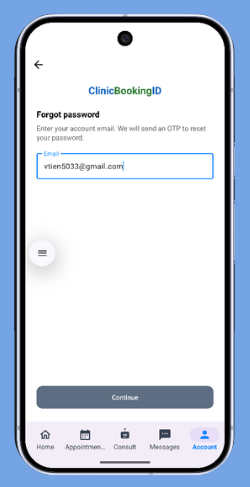 ClinicBookingID
Forgot password
Enter your account email. We will send an OTP to reset
your password.
Email
vtien5033@gmail.com
Continue
Home
Appointmen...
Consult
Messages
Account